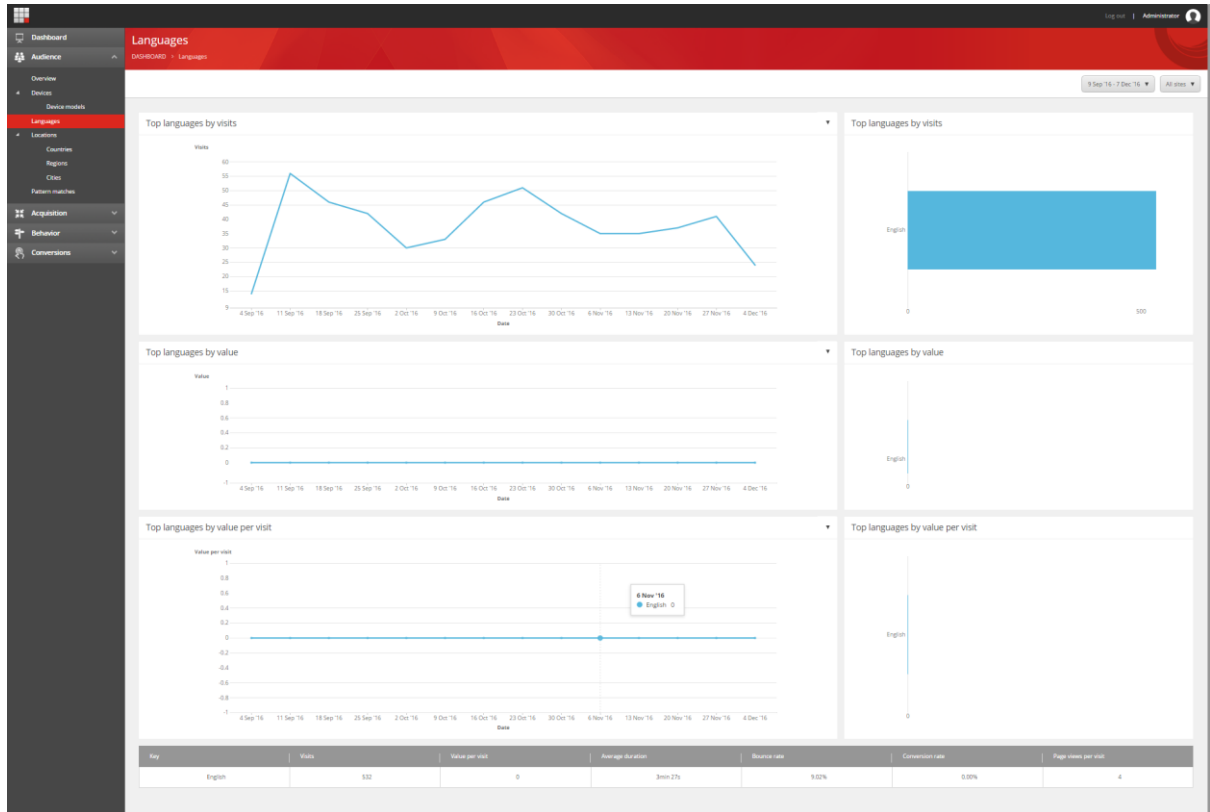 Log out | Administrator
Dashboard
Audience
Overview
Devices
Device models
Languages
Locations
Countries
Regions
Cities
Pattern matches
Acquisition
Behavior
Conversions
Languages
DASHBOARD > Languages
9 Sep '16 - 7 Dec '16 ▼ All sites ▼
Top languages by visits ▼
Visits
60
55
50
45
40
35
30
25
20
15
9
4 Sep '16 11 Sep '16 18 Sep '16 25 Sep '16 2 Oct '16 9 Oct '16 16 Oct '16 23 Oct '16 30 Oct '16 6 Nov '16 13 Nov '16 20 Nov '16 27 Nov '16 4 Dec '16
Date
Top languages by visits
English
0 500
Top languages by value ▼
Value
1
0.8
0.6
0.4
0.2
0
-1
4 Sep '16 11 Sep '16 18 Sep '16 25 Sep '16 2 Oct '16 9 Oct '16 16 Oct '16 23 Oct '16 30 Oct '16 6 Nov '16 13 Nov '16 20 Nov '16 27 Nov '16 4 Dec '16
Date
Top languages by value
English
0
Top languages by value per visit ▼
Value per visit
1
0.8
0.6
0.4
0.2
0
-0.2
-0.4
-0.6
-0.8
-1
6 Nov '16
English 0
4 Sep '16 11 Sep '16 18 Sep '16 25 Sep '16 2 Oct '16 9 Oct '16 16 Oct '16 23 Oct '16 30 Oct '16 6 Nov '16 13 Nov '16 20 Nov '16 27 Nov '16 4 Dec '16
Date
Top languages by value per visit
English
0
Key Visits Value per visit Average duration Bounce rate Conversion rate Page views per visit
English 532 0 3min 27s 9.02% 0.00% 4